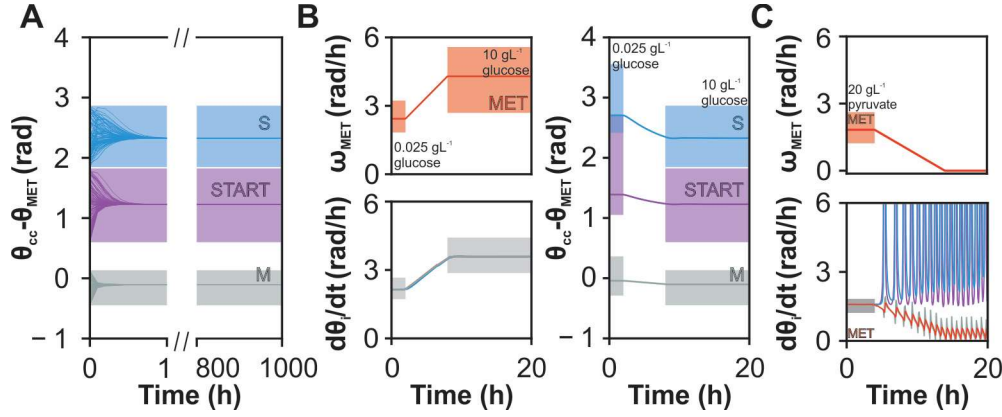 A
4
3
2
1
0
– 1
θcc-θMET (rad)
//
S
START
M
0
1
//
800
1000
Time (h)
B
6
3
0
ωMET (rad/h)
10 gL⁻¹
glucose
MET
0.025 gL⁻¹
glucose
6
3
0
dθi/dt (rad/h)
0
20
Time (h)
4
3
2
1
0
– 1
θcc-θMET (rad)
0.025 gL⁻¹
glucose
10 gL⁻¹
glucose
S
START
M
0
20
Time (h)
C
6
3
0
ωMET (rad/h)
20 gL⁻¹
pyruvate
MET
6
3
0
dθi/dt (rad/h)
MET
0
20
Time (h)